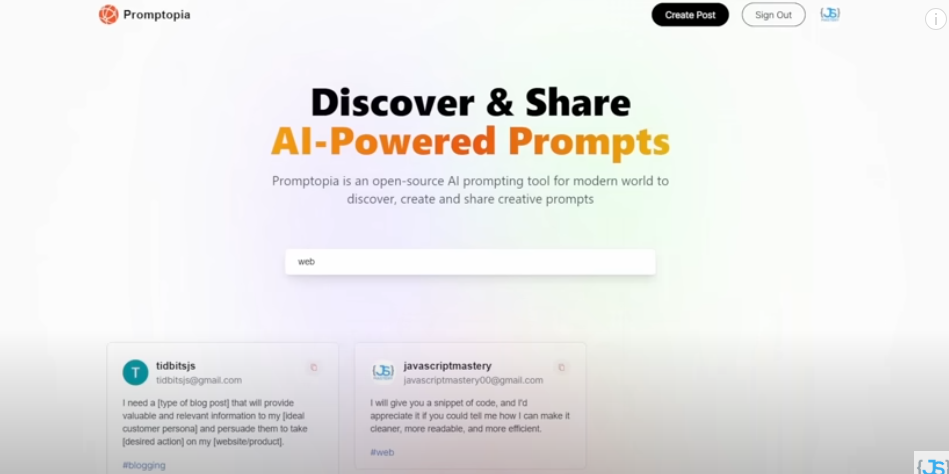 Promptopia
Create Post
Sign Out
{JS}
Discover & Share
AI-Powered Prompts
Promptopia is an open-source AI prompting tool for modern world to
discover, create and share creative prompts
web
T
tidbitsjs
tidbitsjs@gmail.com
I need a [type of blog post] that will provide
valuable and relevant information to my [ideal
customer persona] and persuade them to take
[desired action] on my [website/product].
#blogging
{JS}
javascriptmastery
javascriptmastery00@gmail.com
I will give you a snippet of code, and I'd
appreciate it if you could tell me how I can make it
cleaner, more readable, and more efficient.
#web
{JS